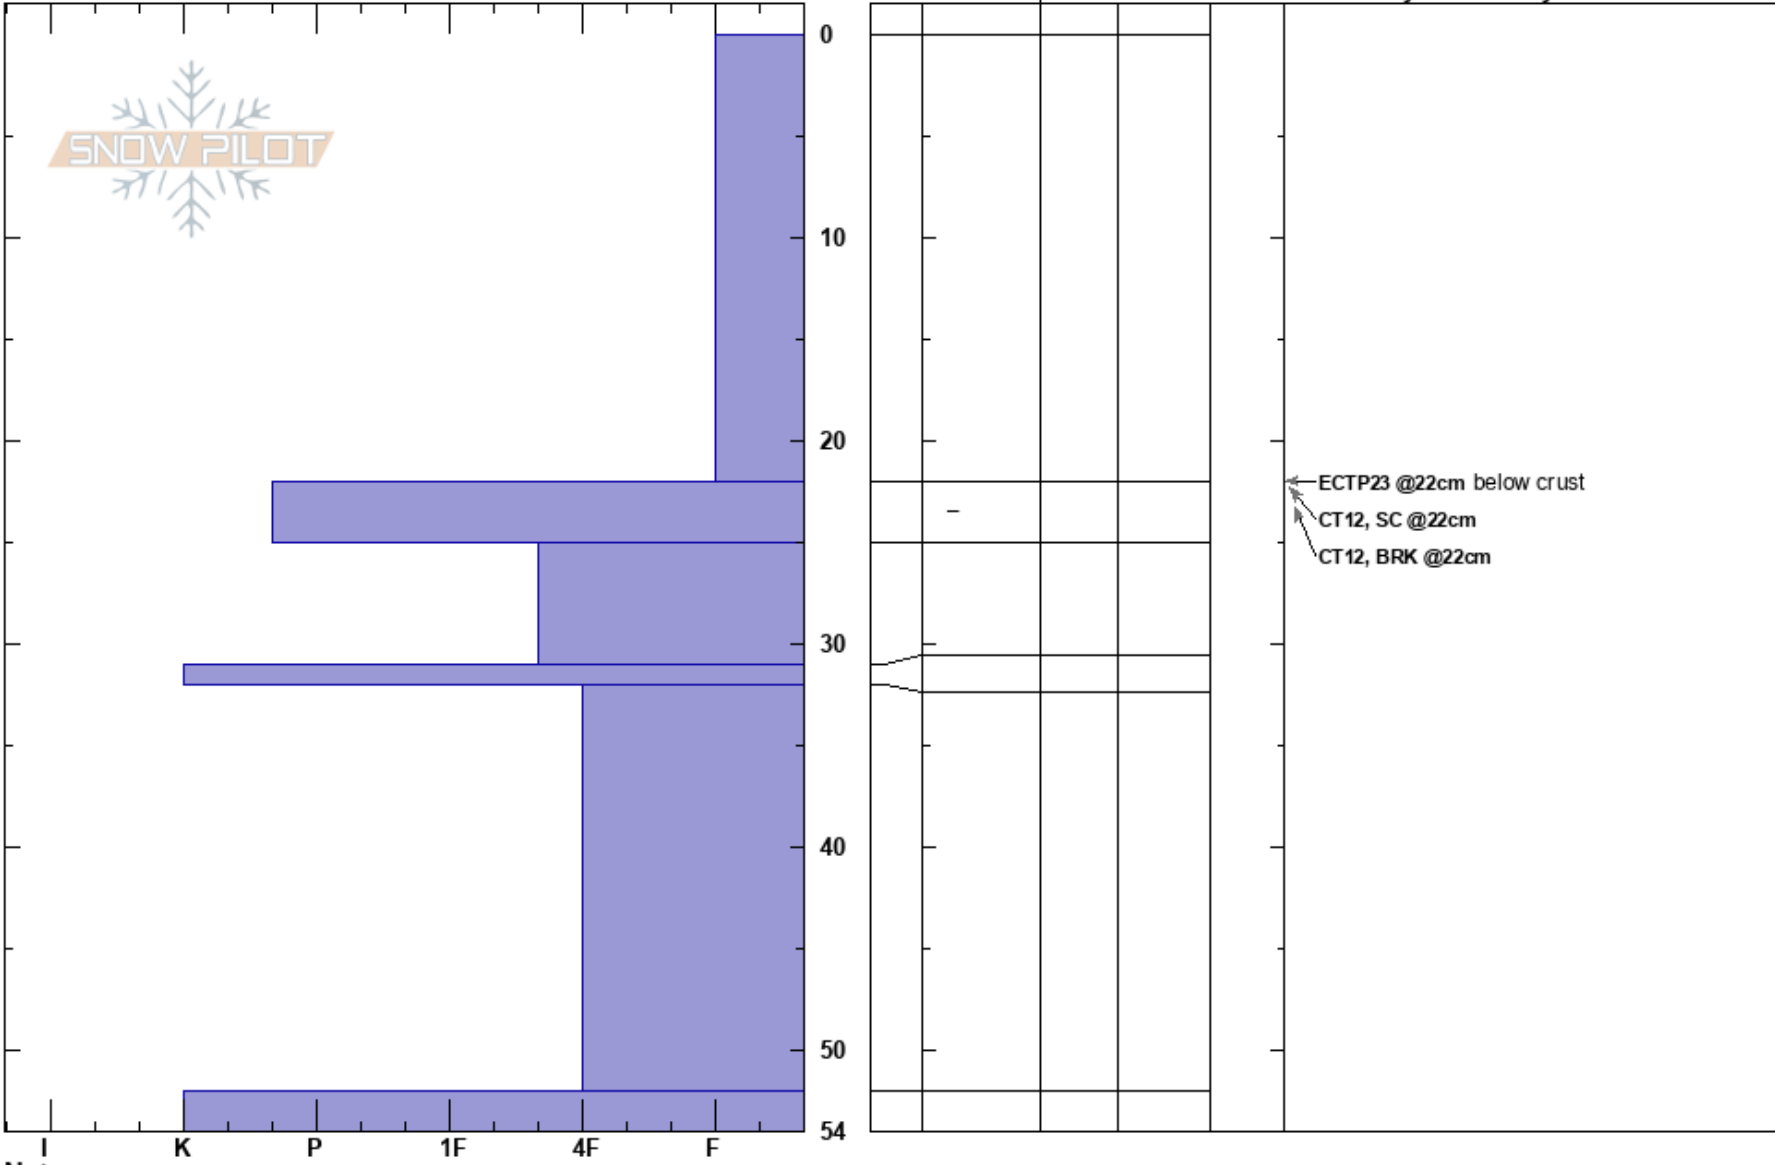 0
SNOW PILOT
10
20
ECTP23 @22cm below crust
CT12, SC @22cm
CT12, BRK @22cm
30
40
50
54
I K P 1F 4F F